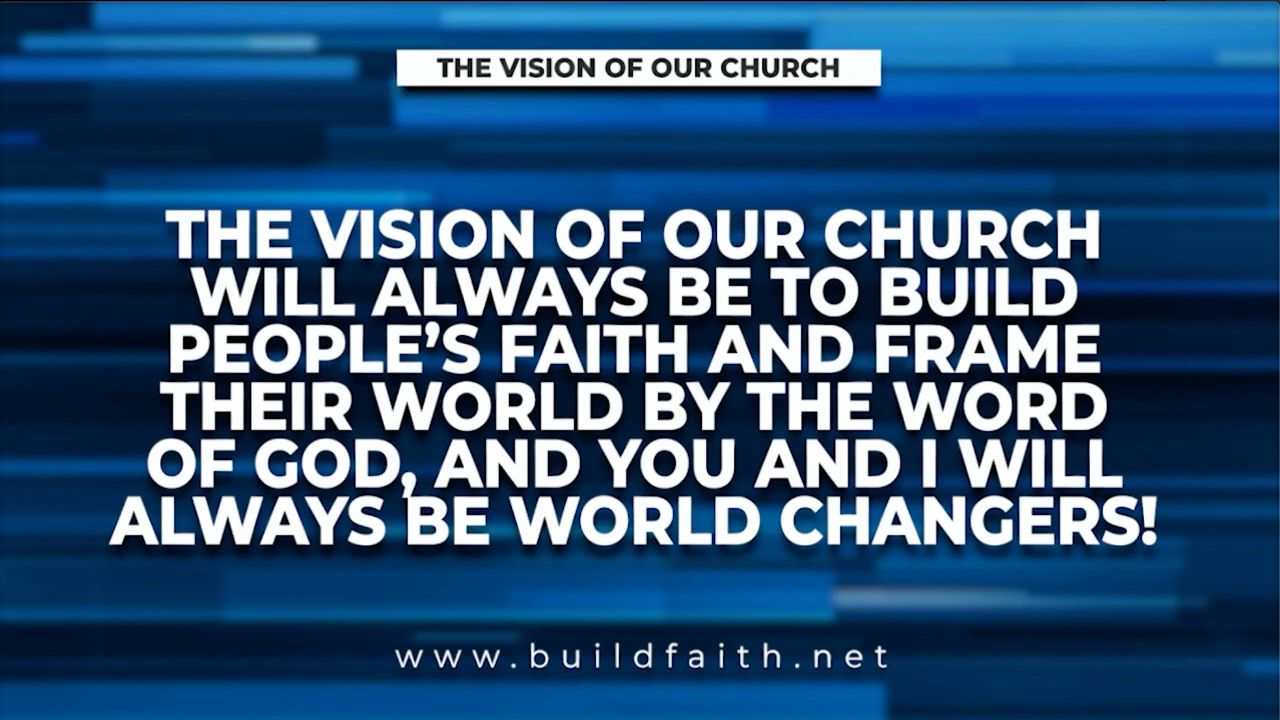 THE VISION OF OUR CHURCH
THE VISION OF OUR CHURCH
WILL ALWAYS BE TO BUILD
PEOPLE’S FAITH AND FRAME
THEIR WORLD BY THE WORD
OF GOD, AND YOU AND I WILL
ALWAYS BE WORLD CHANGERS!
www.buildfaith.net